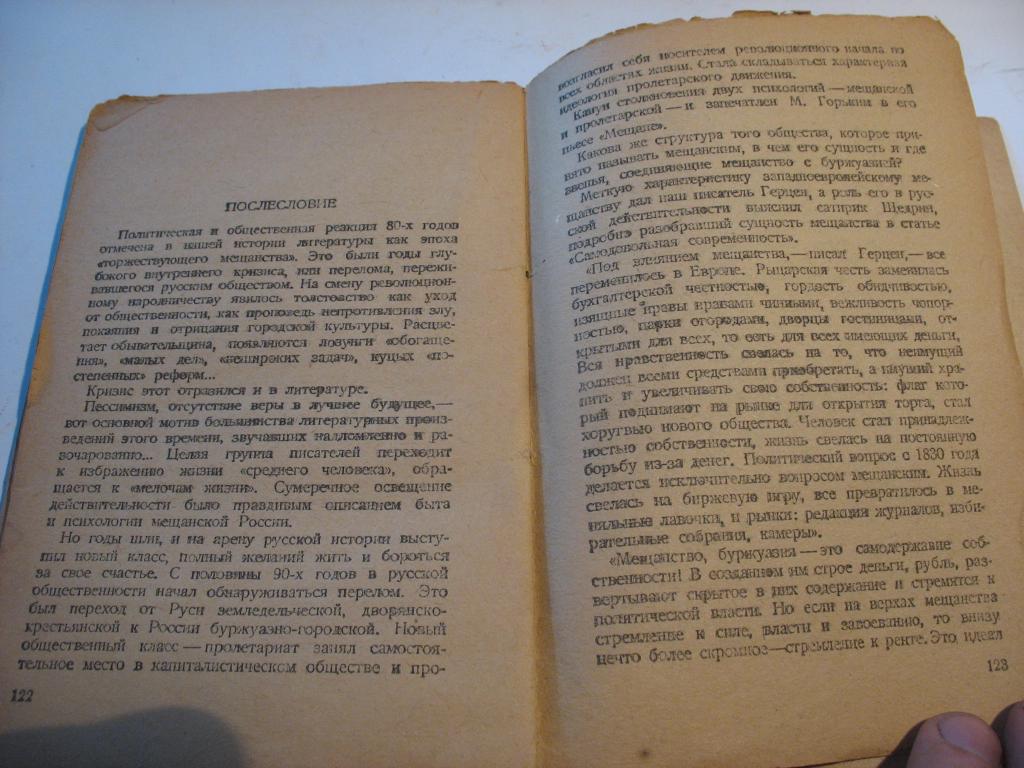 ПОСЛЕСЛОВИЕ
Политическая и общественная реакция 80-х годов
отмечена в нашей истории литературы как эпоха
«торжествующего мещанства». Это были годы глу-
бокого внутреннего кризиса, или перелома, пережи-
вавшегося русским обществом. На смену революцион-
ному народничеству явилось толстовство как уход
от общественности, как проповедь непротивления злу,
покаяния и отрицания городской культуры. Расцве-
тает обывательщина, появляются лозунги «обогаще-
ния», «малых дел», «нешироких задач», куцых «по-
степенных» реформ...
Кризис этот отразился и в литературе.
Пессимизм, отсутствие веры в лучшее будущее,—
вот основной мотив большинства литературных произ-
ведений этого времени, звучавших надломленно и ра-
зочарованно... Целая группа писателей переходит
к изображению жизни «среднего человека», обра-
щается к «мелочам жизни». Сумеречное освещение
действительности было правдивым описанием быта
и психологии мещанской России.
Но годы шли, и на арену русской истории высту-
пил новый класс, полный желаний жить и бороться
за свое счастье. С половины 90-х годов в русской
общественности начал обнаруживаться перелом. Это
был переход от Руси земледельческой, дворянско-
крестьянской к России буржуазно-городской. Новый
общественный класс — пролетариат занял самостоя-
тельное место в капиталистическом обществе и про-
122
возгласил себя носителем революционного начала во
всех областях жизни. Стала складываться характерная
идеология пролетарского движения.
Канун столкновения двух психологий — мещанской
и пролетарской — и запечатлен М. Горьким в его
пьесе «Мещане».
Какова же структура того общества, которое при-
нято называть мещанским, в чем его сущность и где
звенья, соединяющие мещанство с буржуазией?
Меткую характеристику западноевропейскому ме-
щанству дал наш писатель Герцен, а роль его в рус-
ской действительности выяснил сатирик Щедрин,
подробно разобравший сущность мещанства в статье
«Самодовольная современность».
«Под влиянием мещанства,— писал Герцен,— все
переменилось в Европе. Рыцарская честь заменилась
бухгалтерской честностью, гордость обидчивостью,
изящные нравы нравами чинными, вежливость чопор-
ностью, парки огородами, дворцы гостиницами, от-
крытыми для всех, то есть для всех имеющих деньги.
Вся нравственность свелась на то, что неимущий
должен всеми средствами приобретать, а имущий хра-
нить и увеличивать свою собственность: флаг кото-
рый поднимают на рынке для открытия торга, стал
хоругвью нового общества. Человек стал принадлеж-
ностью собственности, жизнь свелась на постоянную
борьбу из-за денег. Политический вопрос с 1830 года
делается исключительно вопросом мещанским. Жизнь
свелась на биржевую игру, все превратилось в ме-
нильные лавочки, и рынки: редакции журналов, изби-
рательные собрания, камеры».
«Мещанство, буржуазия — это самодержавие соб-
ственности! В созданном им строе деньги, рубль, раз-
вертывают скрытое в них содержание и стремятся к
политической власти. Но если на верхах мещанства
стремление к силе, власти и завоеванию, то внизу
нечто более скромное—стремление к ренте. Это, идеал
123